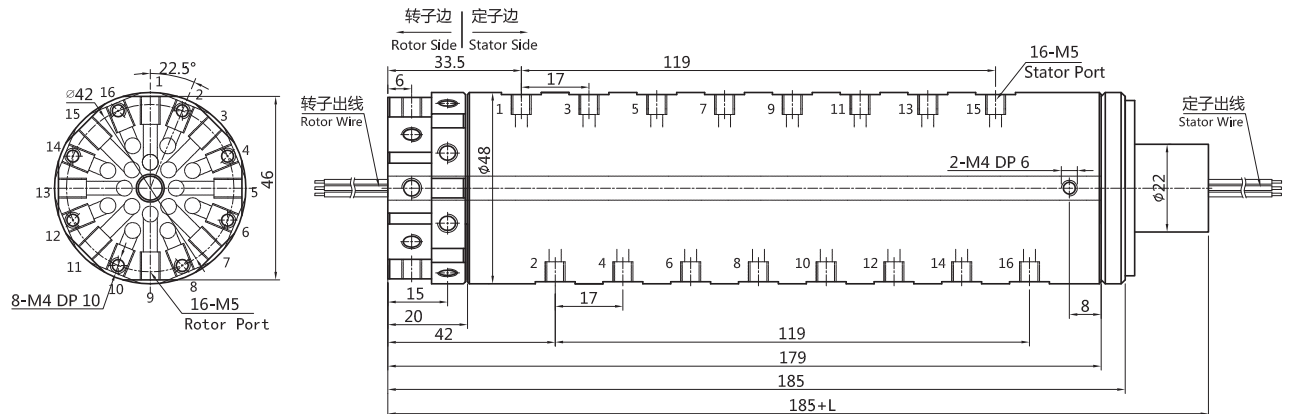 转子边 定子边
Rotor Side Stator Side
33.5
119
16-M5
Stator Port
6
17
转子出线
Rotor Wire
定子出线
Stator Wire
1 3 5 7 9 11 13 15
ø48
2-M4 DP 6
ø22
2 4 6 8 10 12 14 16
15
17
8
20
42
119
179
185
185+L
22.5°
ø42
46
1
2
3
4
5
6
7
8
9
10
11
12
13
14
15
16
8-M4 DP 10
16-M5
Rotor Port